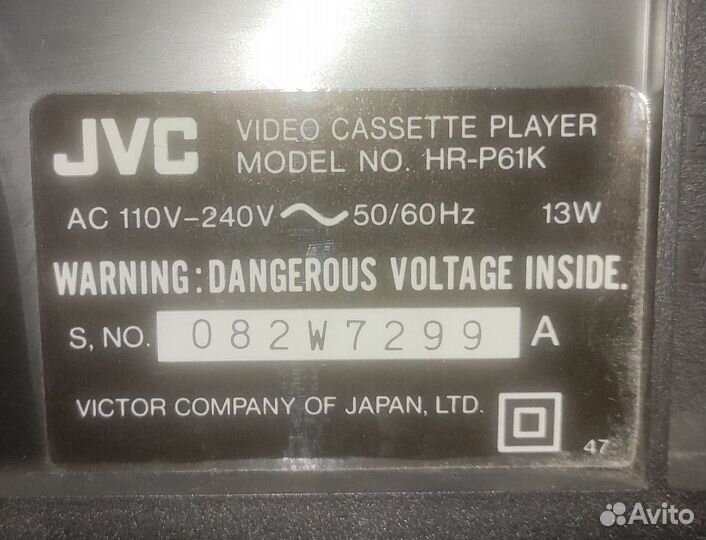 JVC VIDEO CASSETTE PLAYER
MODEL NO. HR-P61K
AC 110V-240V ~ 50/60Hz 13W
WARNING: DANGEROUS VOLTAGE INSIDE.
S, NO. 082W7299 A
VICTOR COMPANY OF JAPAN, LTD.
47
Avito